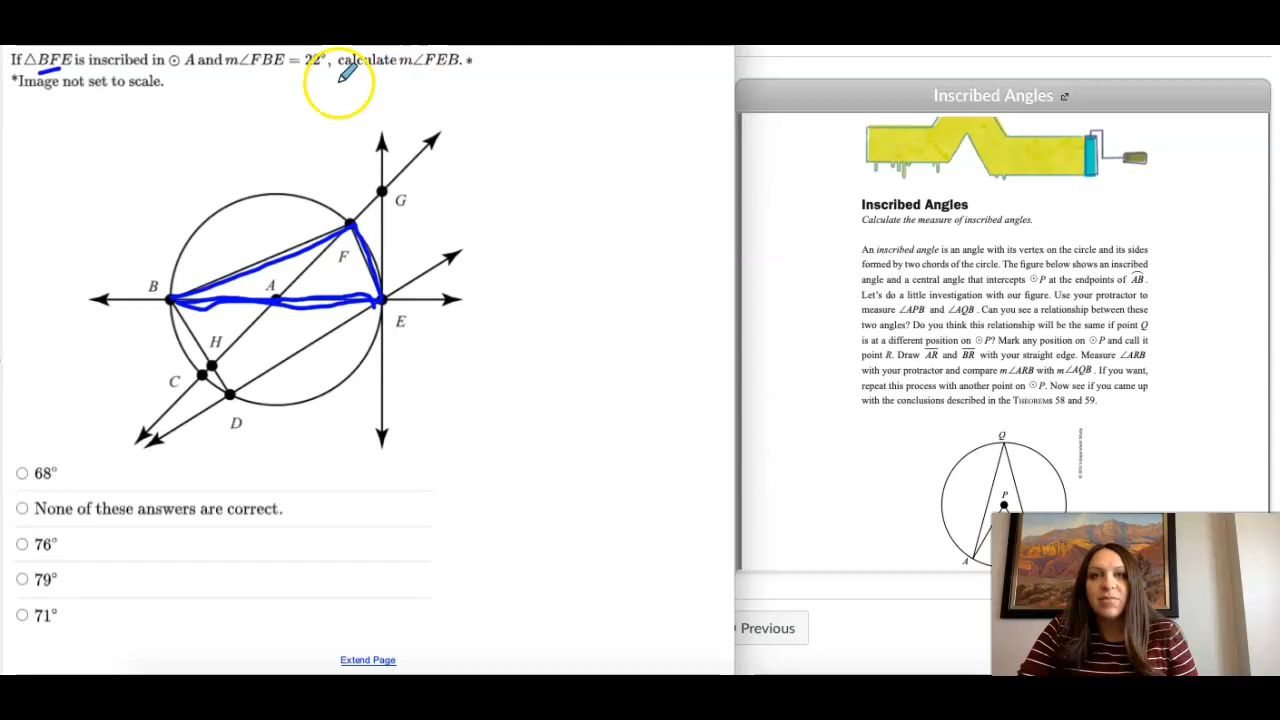 If △BFE is inscribed in ⊙ A and m∠FBE = 22°, calculate m∠FEB. *
*Image not set to scale.
G
F
B
A
E
H
C
D
68°
None of these answers are correct.
76°
79°
71°
Extend Page
Inscribed Angles
Inscribed Angles
Calculate the measure of inscribed angles.
An inscribed angle is an angle with its vertex on the circle and its sides
formed by two chords of the circle. The figure below shows an inscribed
angle and a central angle that intercepts ⊙P at the endpoints of AB.
Let's do a little investigation with our figure. Use your protractor to
measure ∠APB and ∠AQB. Can you see a relationship between these
two angles? Do you think this relationship will be the same if point Q
is at a different position on ⊙P? Mark any position on ⊙P and call it
point R. Draw AR and BR with your straight edge. Measure ∠ARB
with your protractor and compare m∠ARB with m∠AQB. If you want,
repeat this process with another point on ⊙P. Now see if you came up
with the conclusions described in the THEOREMS 58 and 59.
Q
P
A
Previous